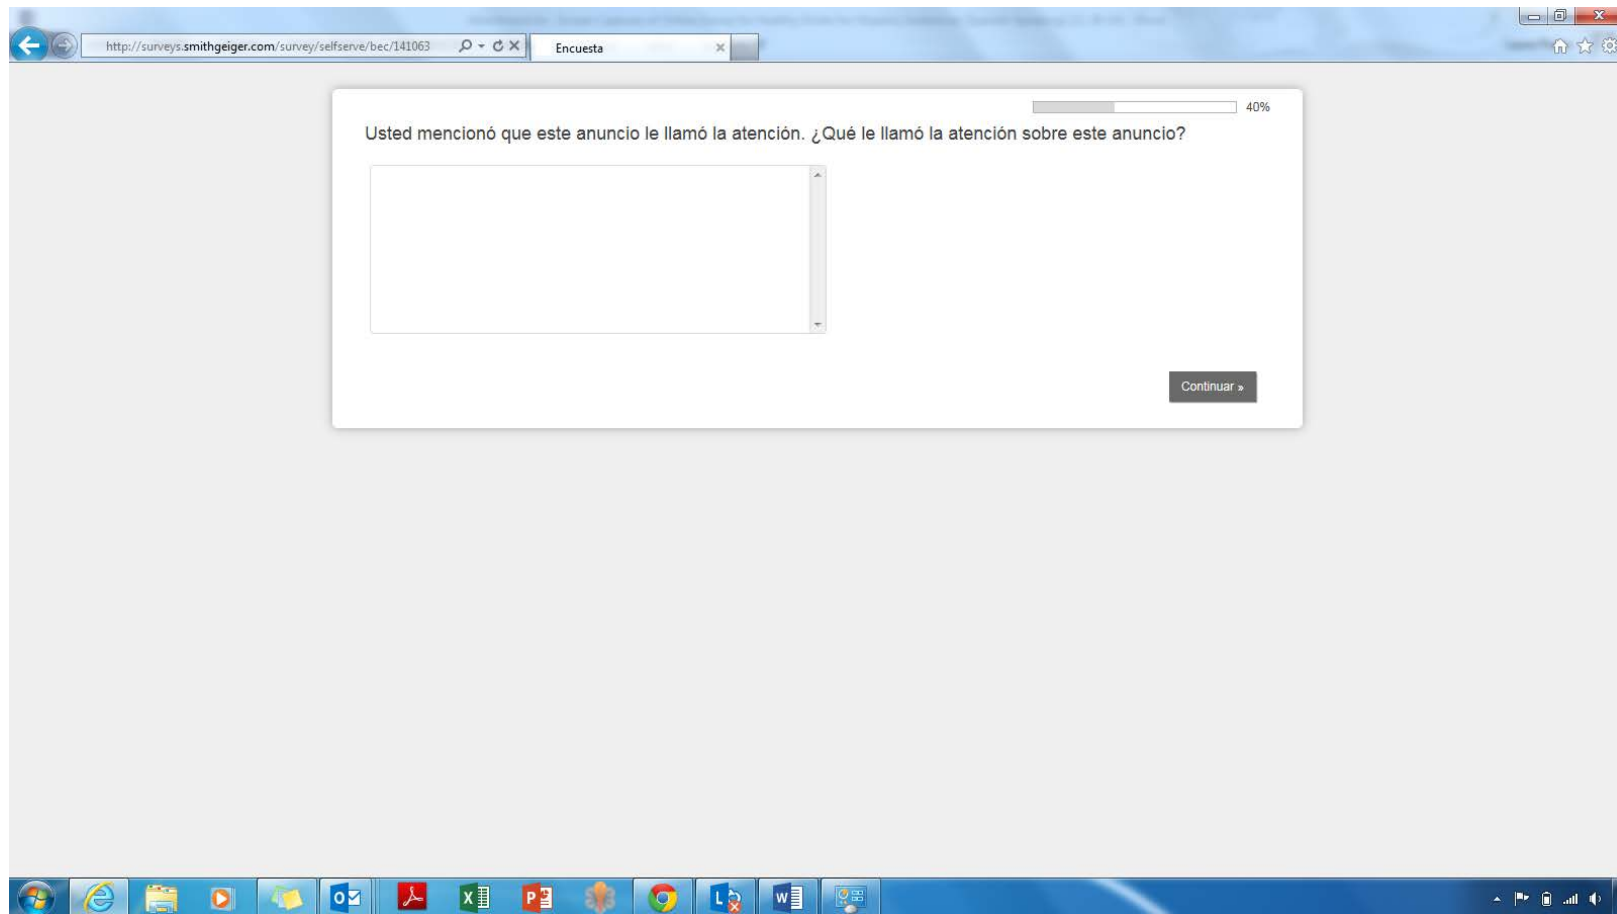 http://surveys.smithgeiger.com/survey/selfserve/bec/141063
Encuesta
40%
Usted mencionó que este anuncio le llamó la atención. ¿Qué le llamó la atención sobre este anuncio?
Continuar »